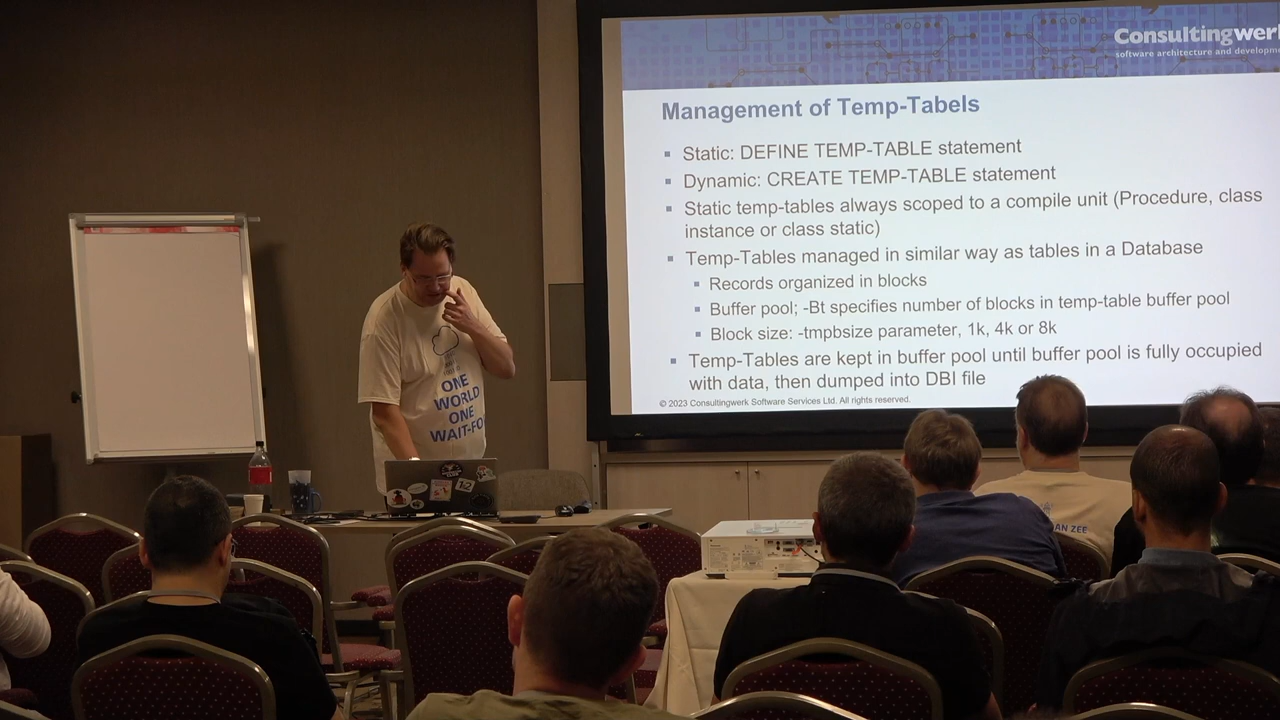 Consultingwerk
software architecture and developme
Management of Temp-Tabels
Static: DEFINE TEMP-TABLE statement
Dynamic: CREATE TEMP-TABLE statement
Static temp-tables always scoped to a compile unit (Procedure, class
instance or class static)
Temp-Tables managed in similar way as tables in a Database
Records organized in blocks
Buffer pool; -Bt specifies number of blocks in temp-table buffer pool
Block size: -tmpbsize parameter, 1k, 4k or 8k
Temp-Tables are kept in buffer pool until buffer pool is fully occupied
with data, then dumped into DBI file
© 2023 Consultingwerk Software Services Ltd. All rights reserved.
ONE
WORLD
ONE
WAIT-FO
AN ZEE